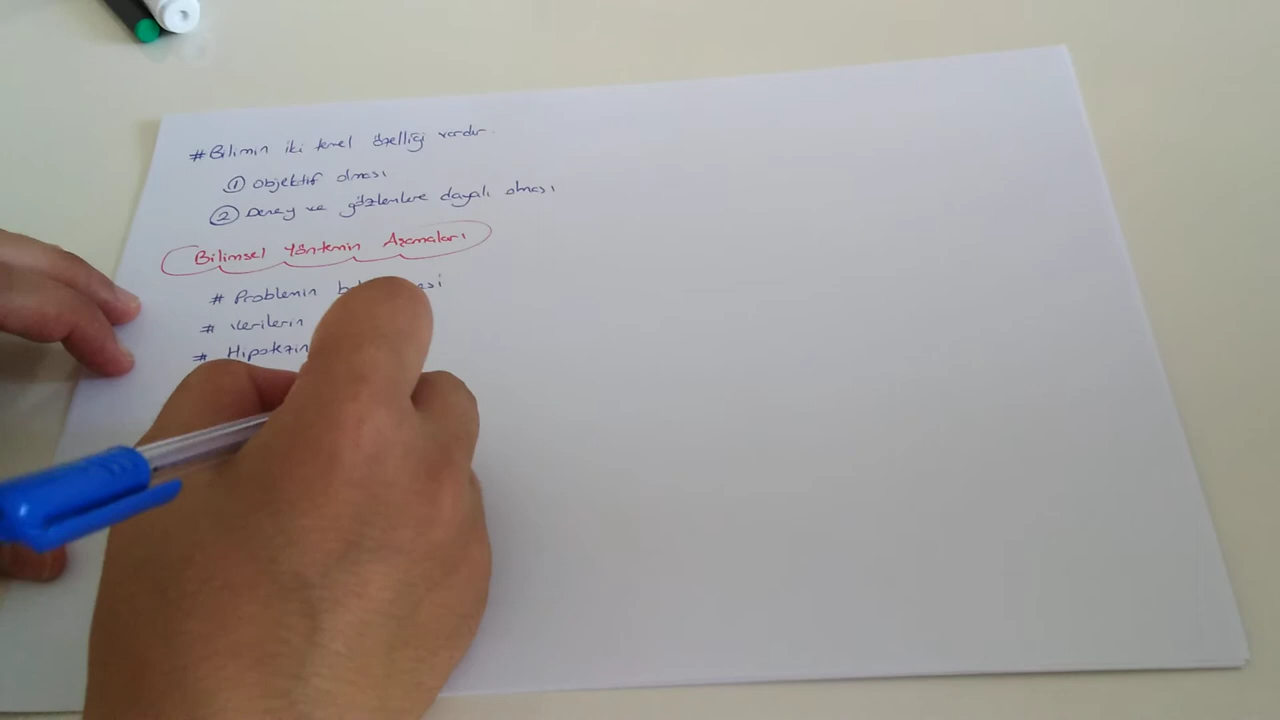 # Bilimin iki temel özelliği vardır.
① Objektif olması
② Deney ve gözlemlere dayalı olması
Bilimsel Yöntemin Aşamaları
# Problemin
# Verilerin
# Hipotezin